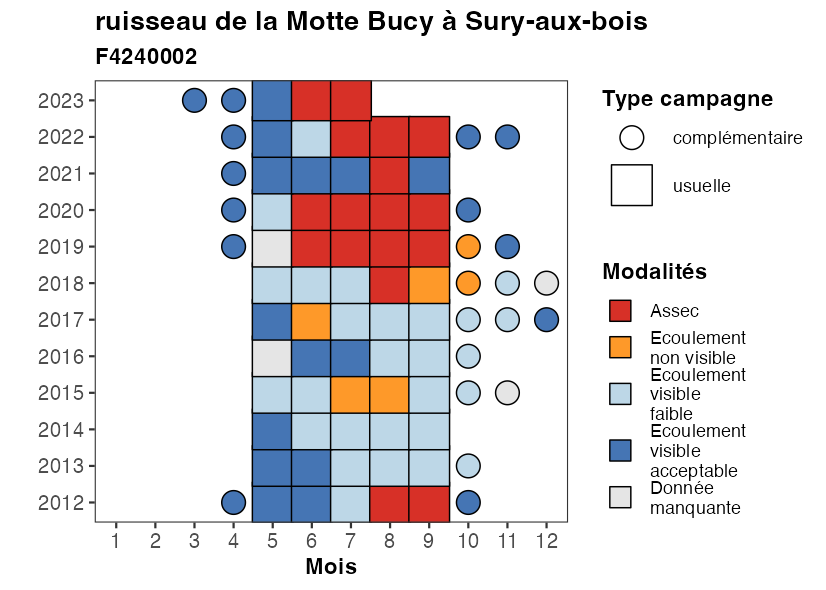 ruisseau de la Motte Bucy à Sury-aux-bois
F4240002
2023
2022
2021
2020
2019
2018
2017
2016
2015
2014
2013
2012
1 2 3 4 5 6 7 8 9 10 11 12
Mois
Type campagne
complémentaire
usuelle
Modalités
Assec
Ecoulement
non visible
Ecoulement
visible
faible
Ecoulement
visible
acceptable
Donnée
manquante